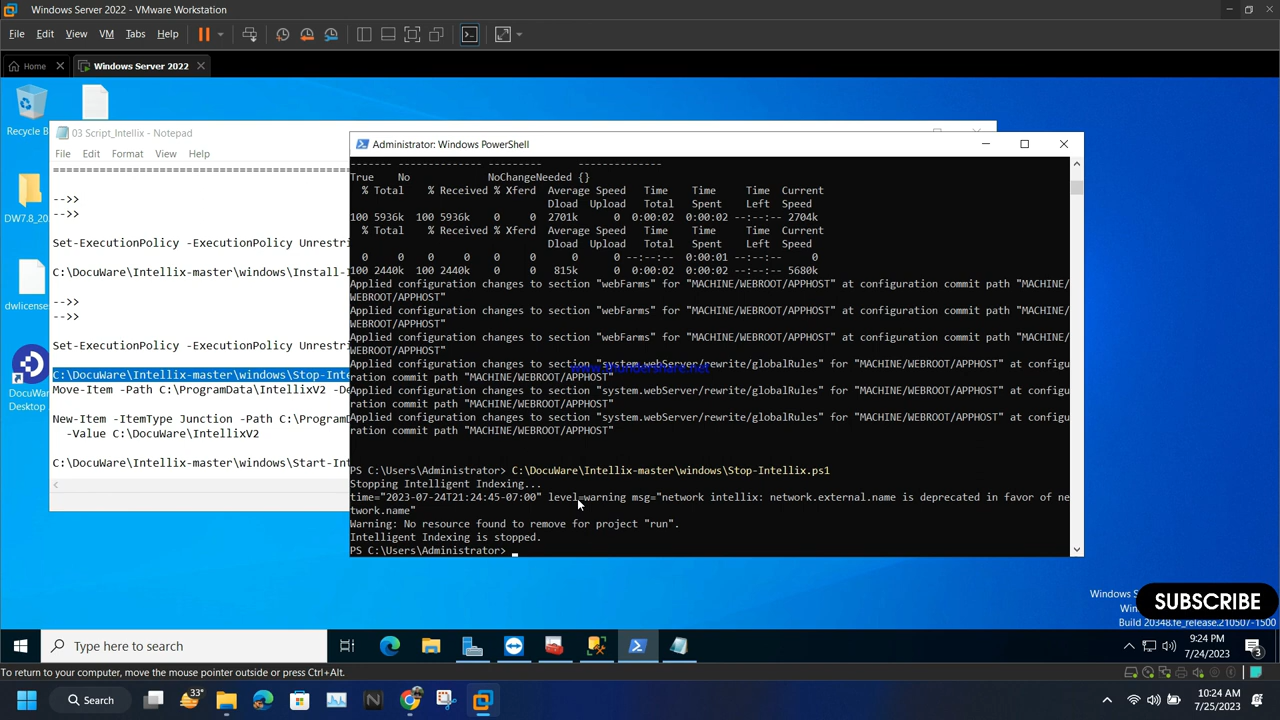 Windows Server 2022 - VMware Workstation
File Edit View VM Tabs Help
Home
Windows Server 2022
Recycle B
03 Script_Intellix - Notepad
File Edit Format View Help
==================================================
-->>
-->>
Set-ExecutionPolicy -ExecutionPolicy Unrestri
C:\DocuWare\Intellix-master\windows\Install-I
-->>
-->>
Set-ExecutionPolicy -ExecutionPolicy Unrestri
C:\DocuWare\Intellix-master\windows\Stop-Inte
Move-Item -Path C:\ProgramData\IntellixV2 -De
New-Item -ItemType Junction -Path C:\ProgramD
-Value C:\DocuWare\IntellixV2
C:\DocuWare\Intellix-master\windows\Start-Int
DW7.8_20
dwlicense
DocuWar
Desktop
Administrator: Windows PowerShell
------- -------------- --------- --------------
True No NoChangeNeeded {}
% Total % Received % Xferd Average Speed Time Time Time Current
Dload Upload Total Spent Left Speed
100 5936k 100 5936k 0 0 2701k 0 0:00:02 0:00:02 --:--:-- 2704k
% Total % Received % Xferd Average Speed Time Time Time Current
Dload Upload Total Spent Left Speed
0 0 0 0 0 0 0 0 --:--:-- 0:00:01 --:--:-- 0
100 2440k 100 2440k 0 0 815k 0 0:00:02 0:00:02 --:--:-- 5680k
Applied configuration changes to section "webFarms" for "MACHINE/WEBROOT/APPHOST" at configuration commit path "MACHINE/
WEBROOT/APPHOST"
Applied configuration changes to section "webFarms" for "MACHINE/WEBROOT/APPHOST" at configuration commit path "MACHINE/
WEBROOT/APPHOST"
Applied configuration changes to section "webFarms" for "MACHINE/WEBROOT/APPHOST" at configuration commit path "MACHINE/
WEBROOT/APPHOST"
Applied configuration changes to section "system.webServer/rewrite/globalRules" for "MACHINE/WEBROOT/APPHOST" at configu
ration commit path "MACHINE/WEBROOT/APPHOST"
Applied configuration changes to section "system.webServer/rewrite/globalRules" for "MACHINE/WEBROOT/APPHOST" at configu
ration commit path "MACHINE/WEBROOT/APPHOST"
Applied configuration changes to section "system.webServer/rewrite/globalRules" for "MACHINE/WEBROOT/APPHOST" at configu
ration commit path "MACHINE/WEBROOT/APPHOST"
PS C:\Users\Administrator> C:\DocuWare\Intellix-master\windows\Stop-Intellix.ps1
Stopping Intelligent Indexing...
time="2023-07-24T21:24:45-07:00" level=warning msg="network intellix: network.external.name is deprecated in favor of ne
twork.name"
Warning: No resource found to remove for project "run".
Intelligent Indexing is stopped.
PS C:\Users\Administrator>
Windows S
Win
Build 20348.fe_release.210507-1500
SUBSCRIBE
Type here to search
9:24 PM
7/24/2023
3
To return to your computer, move the mouse pointer outside or press Ctrl+Alt.
Search
33°
10:24 AM
7/25/2023